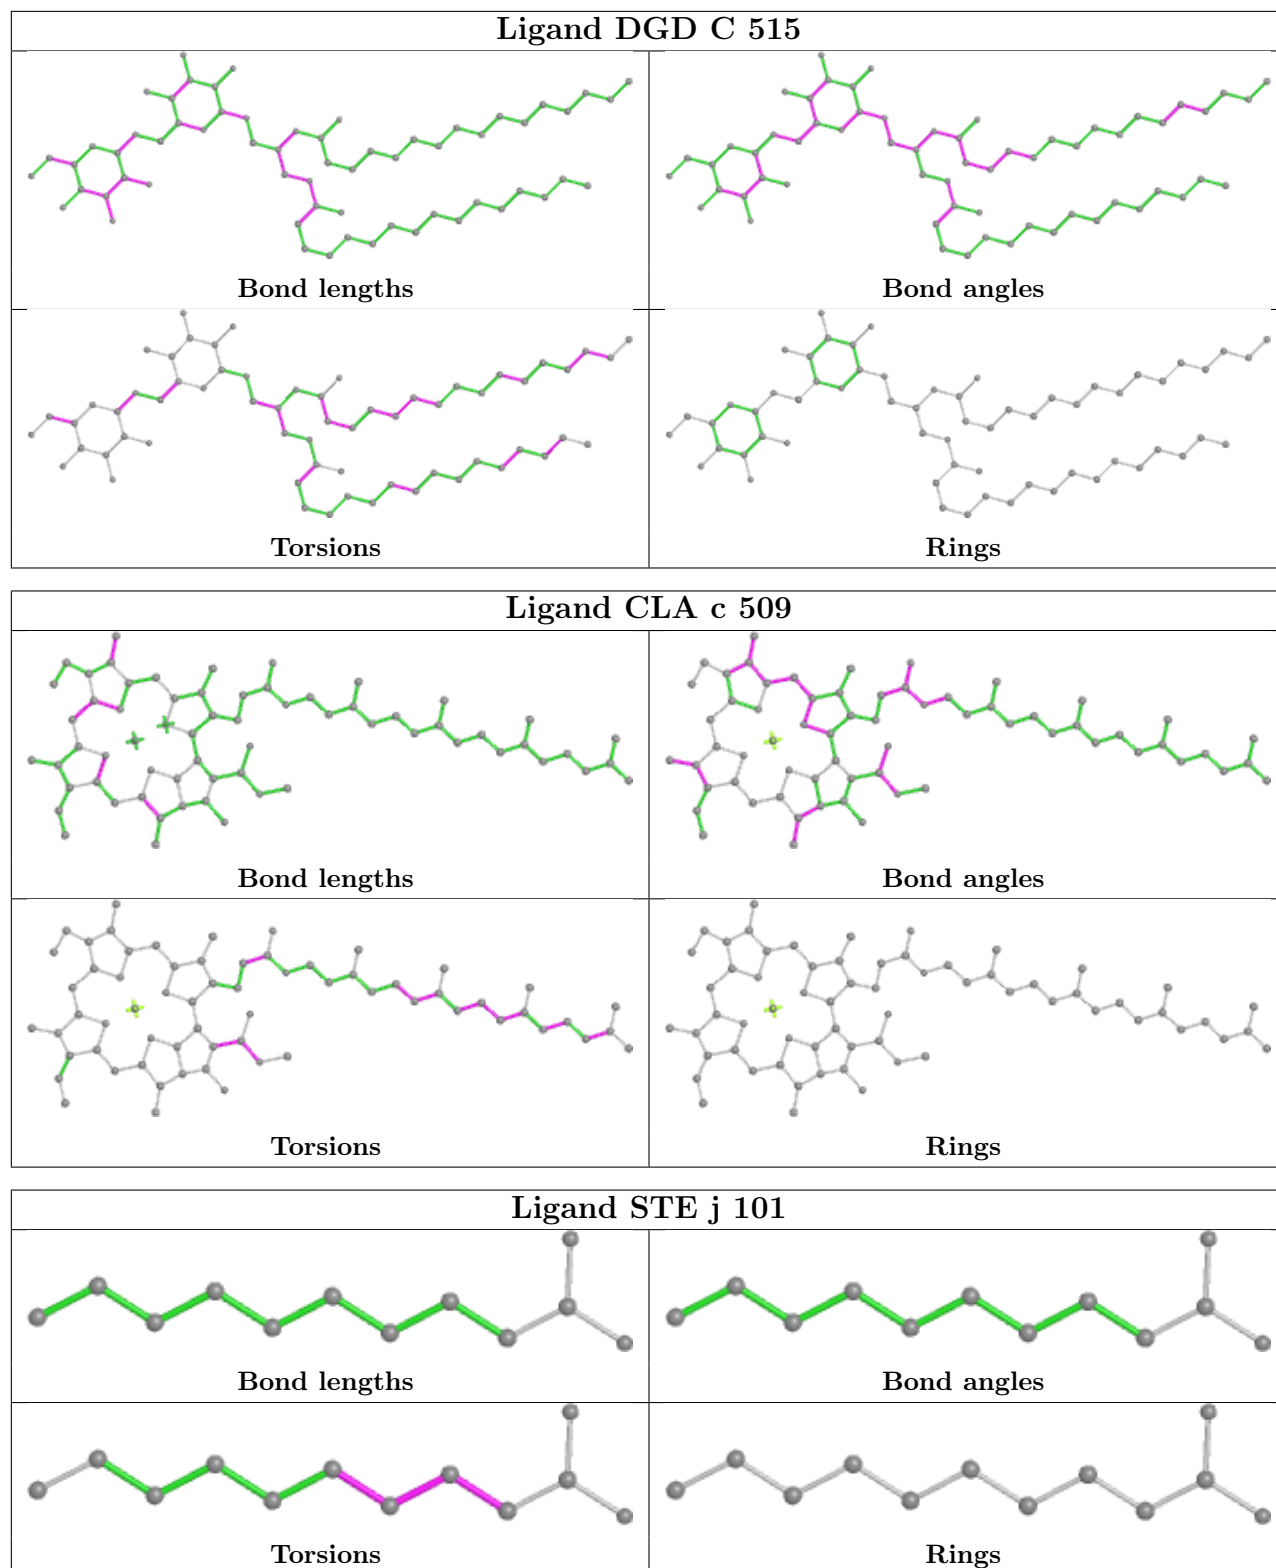 Ligand DGD C 515
Bond lengths
Bond angles
Torsions
Rings
Ligand CLA c 509
Bond lengths
Bond angles
Torsions
Rings
Ligand STE j 101
Bond lengths
Bond angles
Torsions
Rings